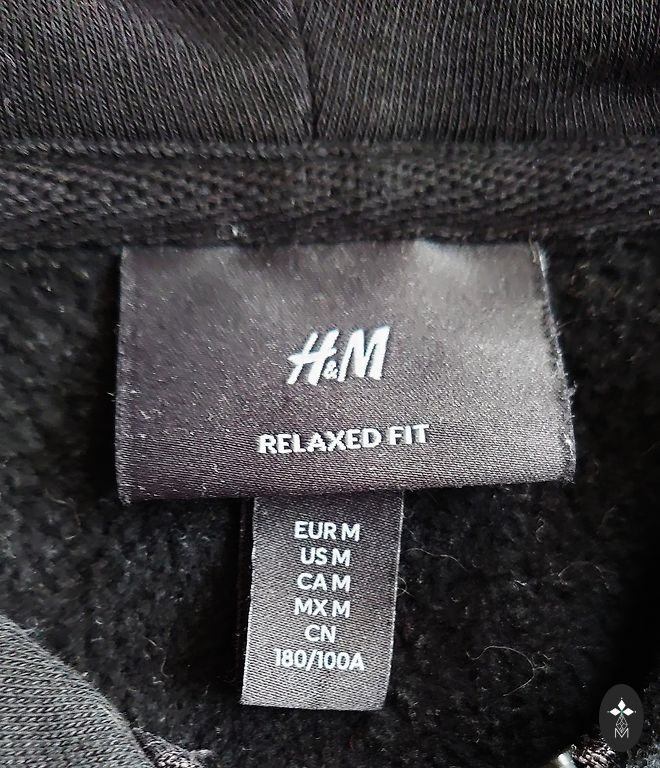 H&M
RELAXED FIT
EUR M
US M
CA M
MX M
CN
180/100A
M